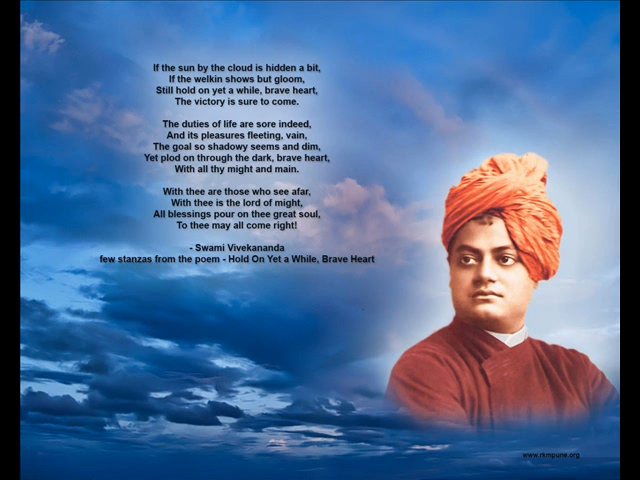 If the sun by the cloud is hidden a bit,
If the welkin shows but gloom,
Still hold on yet a while, brave heart,
The victory is sure to come.
The duties of life are sore indeed,
And its pleasures fleeting, vain,
The goal so shadowy seems and dim,
Yet plod on through the dark, brave heart,
With all thy might and main.
With thee are those who see afar,
With thee is the lord of might,
All blessings pour on thee great soul,
To thee may all come right!
- Swami Vivekananda
few stanzas from the poem - Hold On Yet a While, Brave Heart
www.rkmpune.org